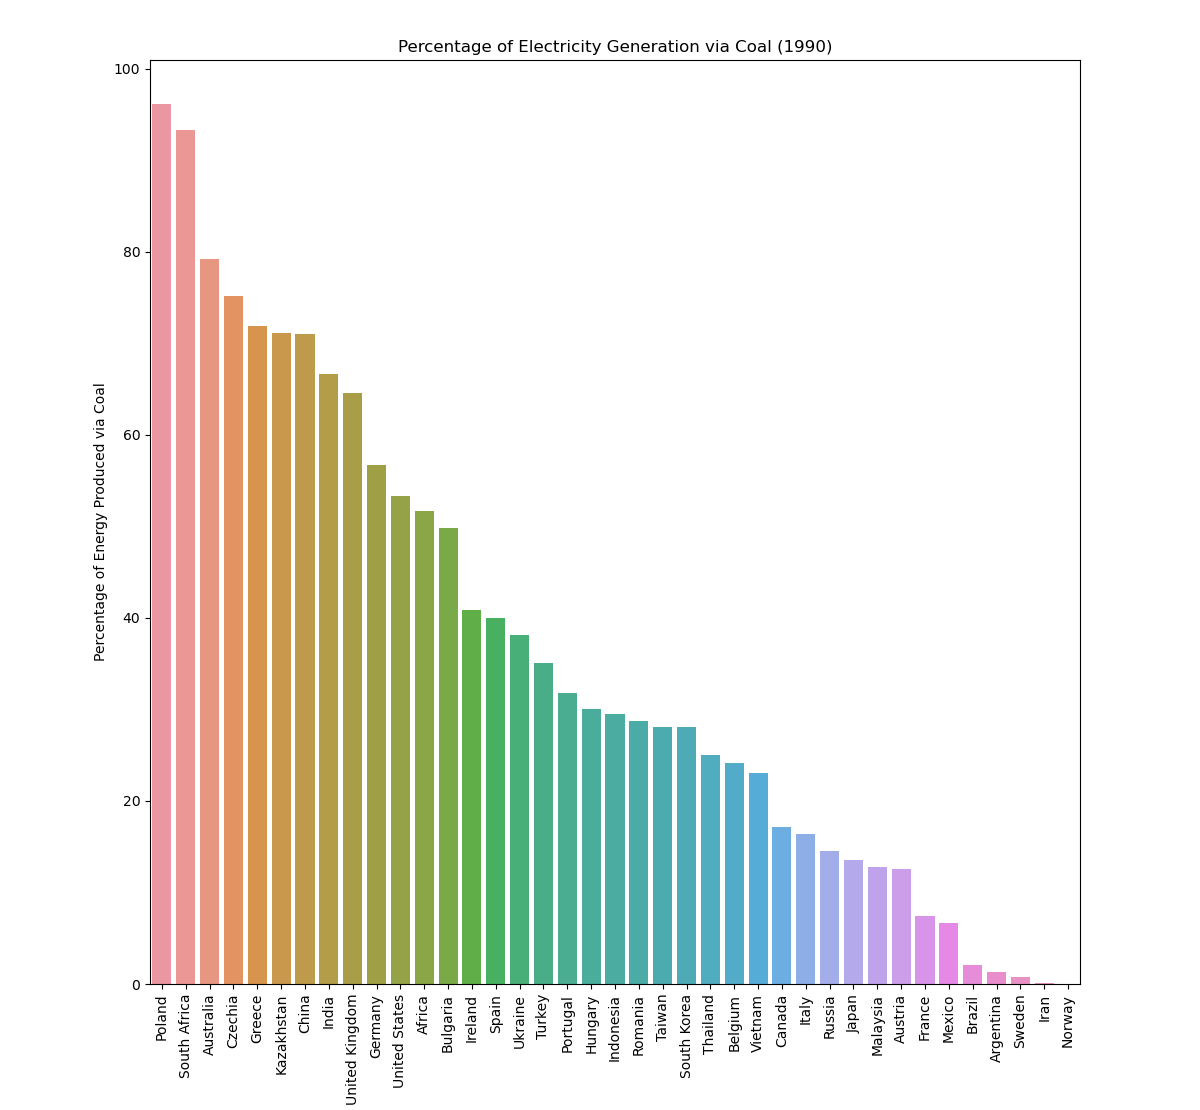 Percentage of Electricity Generation via Coal (1990)
Percentage of Energy Produced via Coal
100
80
60
40
20
0
Poland
South Africa
Australia
Czechia
Greece
Kazakhstan
China
India
United Kingdom
Germany
United States
Africa
Bulgaria
Ireland
Spain
Ukraine
Turkey
Portugal
Hungary
Indonesia
Romania
Taiwan
South Korea
Thailand
Belgium
Vietnam
Canada
Italy
Russia
Japan
Malaysia
Austria
France
Mexico
Brazil
Argentina
Sweden
Iran
Norway